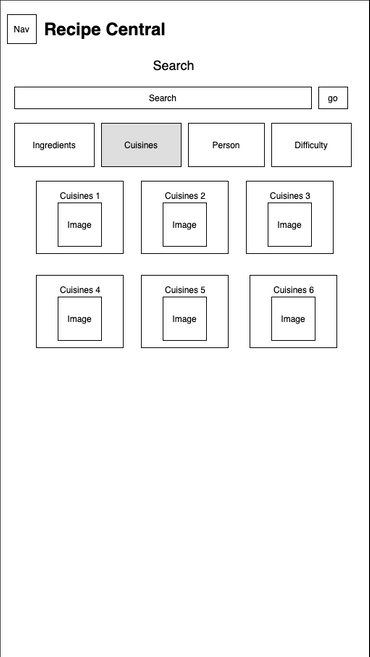 Nav
Recipe Central
Search
Search
go
Ingredients
Cuisines
Person
Difficulty
Cuisines 1
Image
Cuisines 2
Image
Cuisines 3
Image
Cuisines 4
Image
Cuisines 5
Image
Cuisines 6
Image